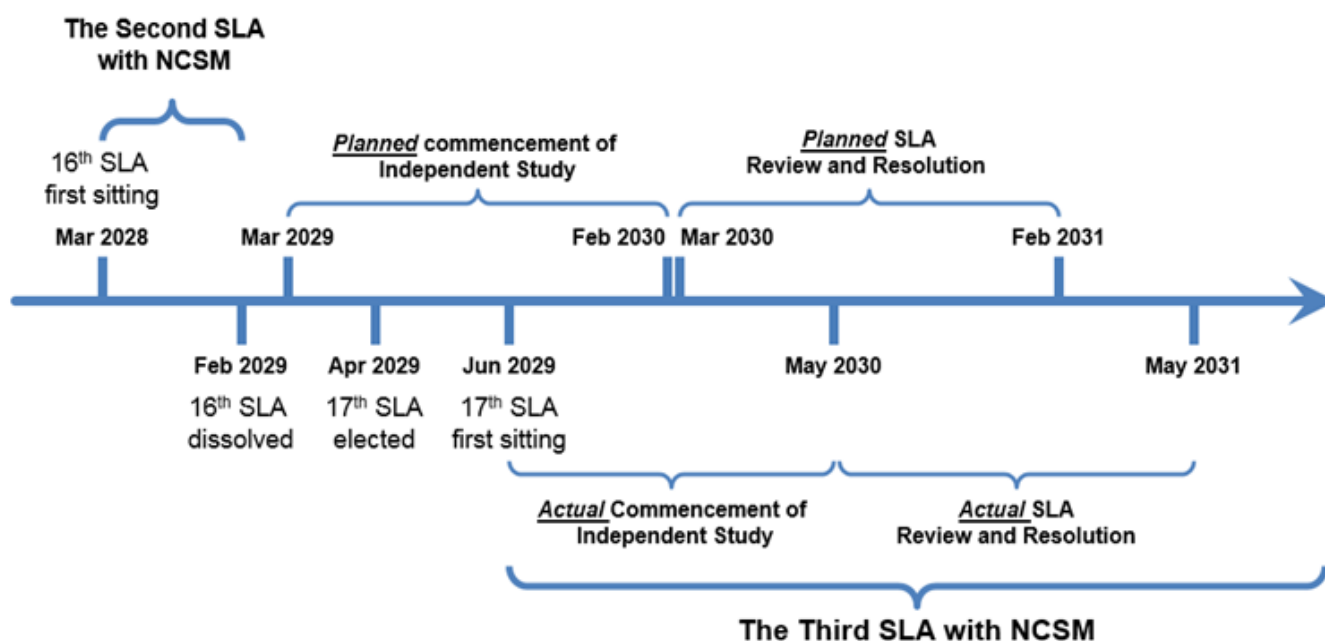 The Second SLA
with NCSM
16th SLA
first sitting
Planned commencement of
Independent Study
Planned SLA
Review and Resolution
Mar 2028
Mar 2029
Feb 2030
Mar 2030
Feb 2031
Feb 2029
Apr 2029
Jun 2029
May 2030
May 2031
16th SLA
dissolved
17th SLA
elected
17th SLA
first sitting
Actual Commencement of
Independent Study
Actual SLA
Review and Resolution
The Third SLA with NCSM